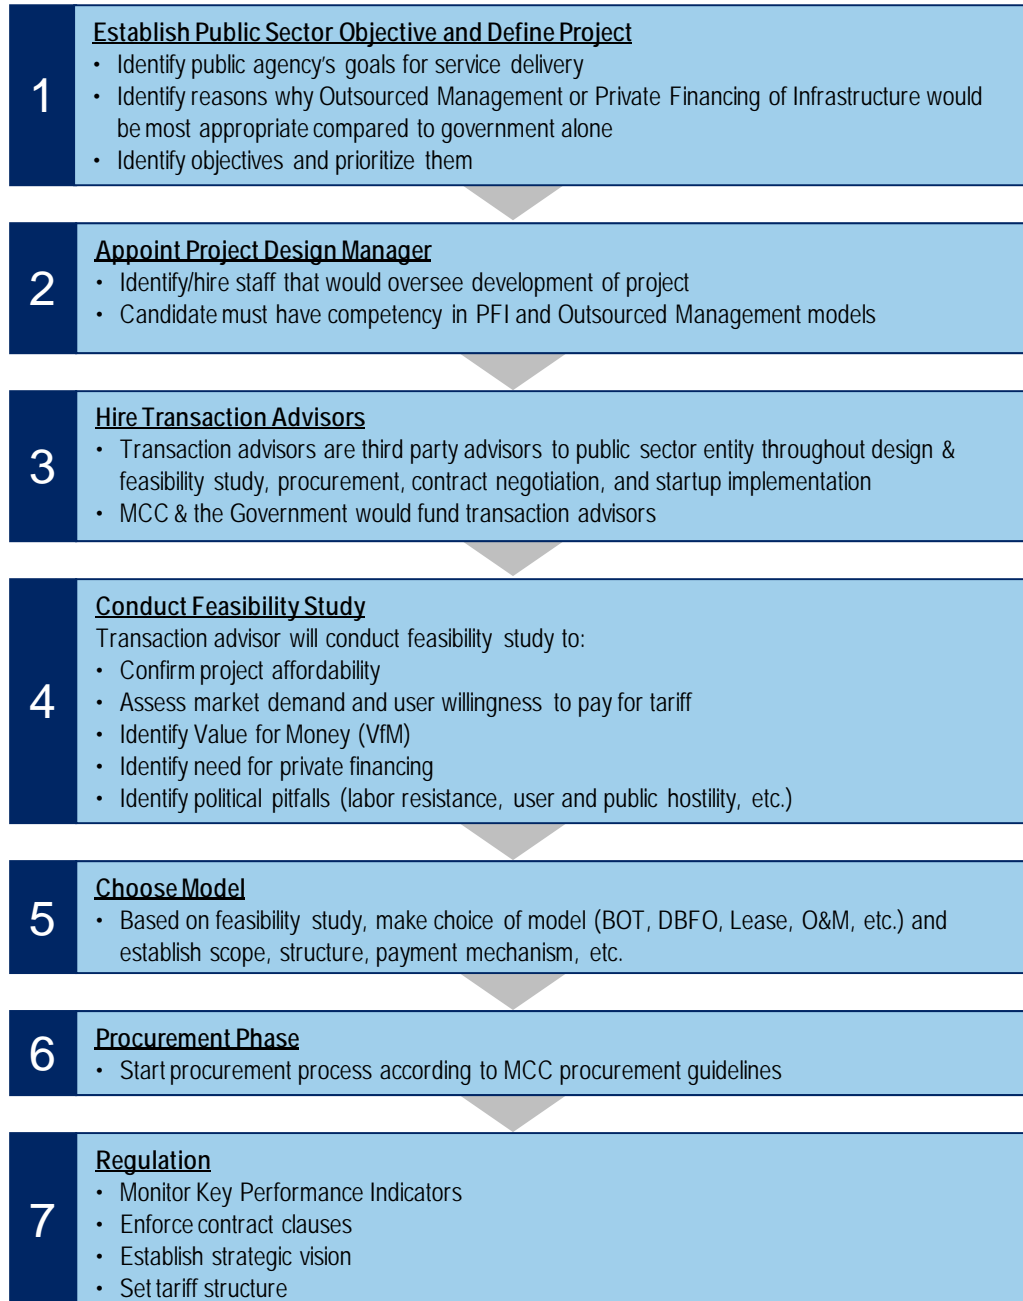 1
Establish Public Sector Objective and Define Project
• Identify public agency's goals for service delivery
• Identify reasons why Outsourced Management or Private Financing of Infrastructure would
be most appropriate compared to government alone
• Identify objectives and prioritize them
2
Appoint Project Design Manager
• Identify/hire staff that would oversee development of project
• Candidate must have competency in PFI and Outsourced Management models
3
Hire Transaction Advisors
• Transaction advisors are third party advisors to public sector entity throughout design &
feasibility study, procurement, contract negotiation, and startup implementation
• MCC & the Government would fund transaction advisors
4
Conduct Feasibility Study
Transaction advisor will conduct feasibility study to:
• Confirm project affordability
• Assess market demand and user willingness to pay for tariff
• Identify Value for Money (VfM)
• Identify need for private financing
• Identify political pitfalls (labor resistance, user and public hostility, etc.)
5
Choose Model
• Based on feasibility study, make choice of model (BOT, DBFO, Lease, O&M, etc.) and
establish scope, structure, payment mechanism, etc.
6
Procurement Phase
• Start procurement process according to MCC procurement guidelines
7
Regulation
• Monitor Key Performance Indicators
• Enforce contract clauses
• Establish strategic vision
• Set tariff structure